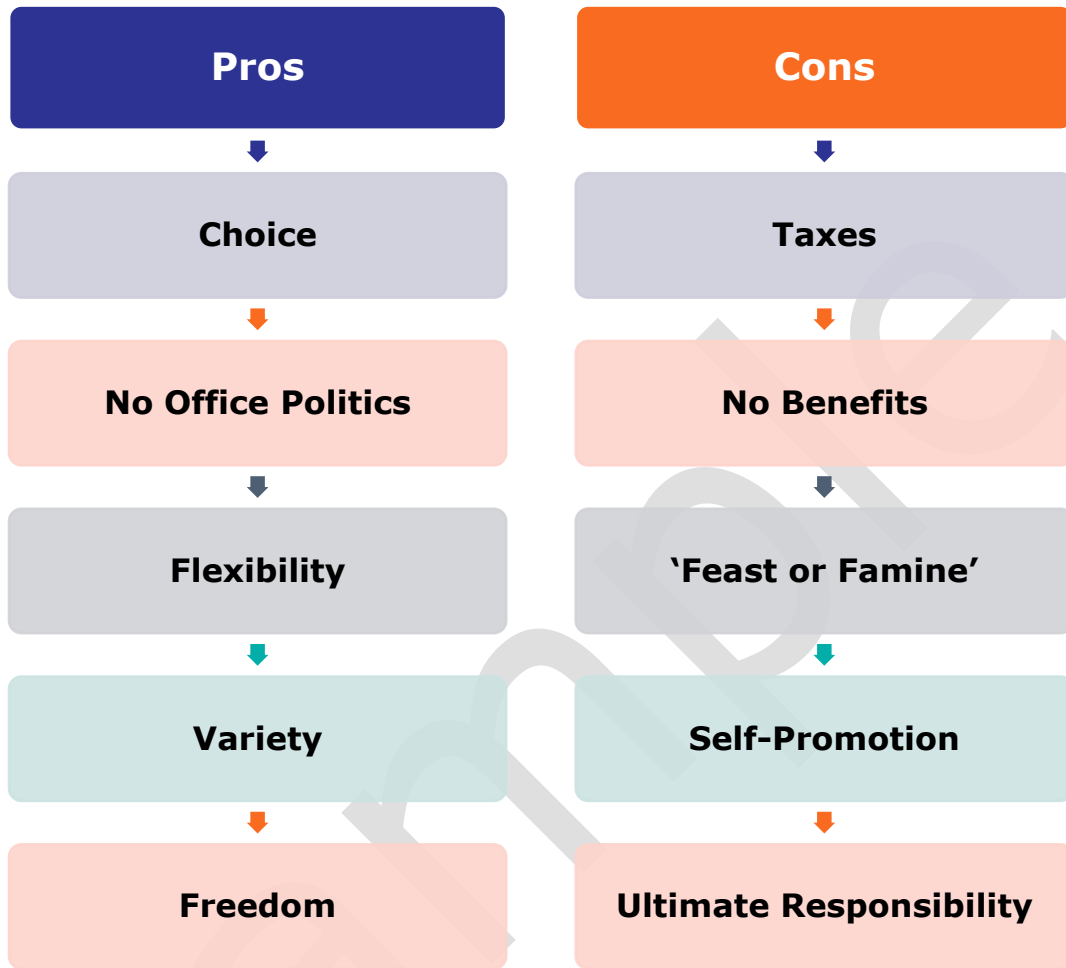 Pros
Choice
No Office Politics
Flexibility
Variety
Freedom
Cons
Taxes
No Benefits
‘Feast or Famine’
Self-Promotion
Ultimate Responsibility